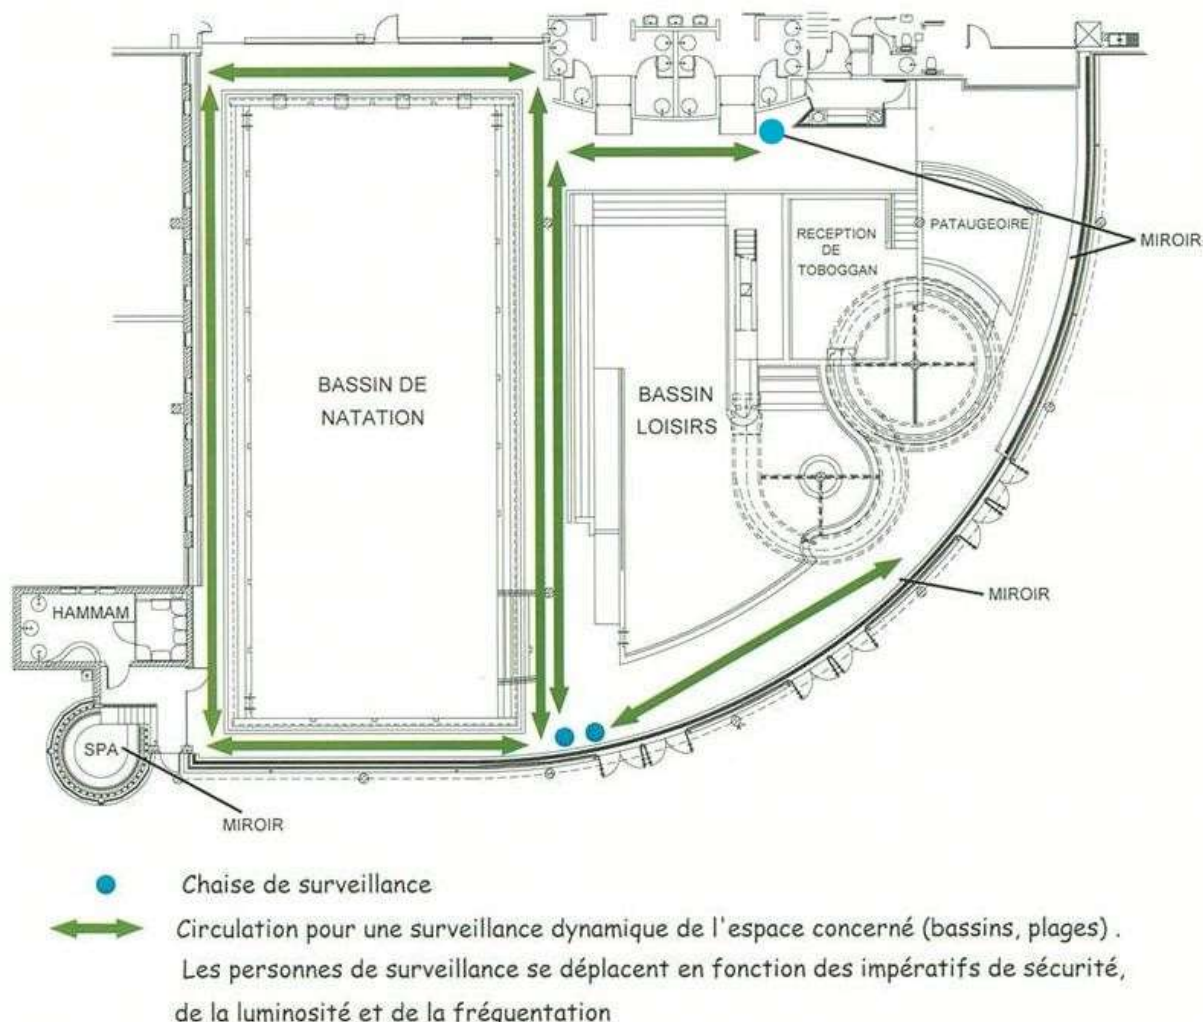 RECEPTION
DE
TOBOGGAN
PATAUGEOIRE
MIROIR
BASSIN DE
NATATION
BASSIN
LOISIRS
HAMMAM
MIROIR
SPA
MIROIR
Chaise de surveillance
Circulation pour une surveillance dynamique de l'espace concerné (bassins, plages) .
Les personnes de surveillance se déplacent en fonction des impératifs de sécurité,
de la luminosité et de la fréquentation